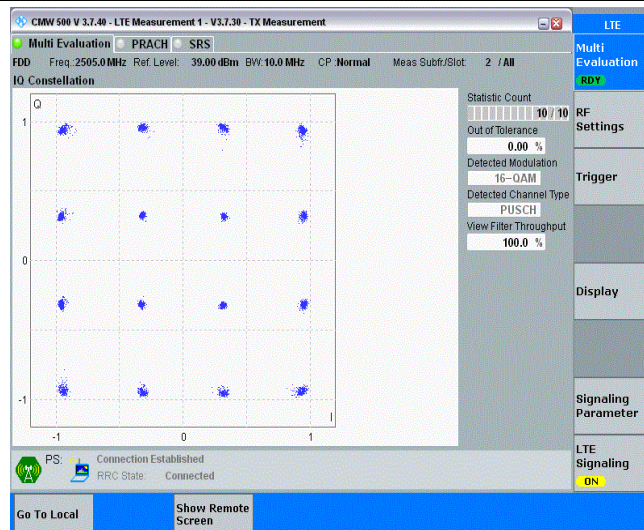 CMW 500 V 3.7.40 - LTE Measurement 1 - V3.7.30 - TX Measurement
LTE
Multi Evaluation PRACH SRS
FDD Freq.:2505.0 MHz Ref. Level: 39.00 dBm BW:10.0 MHz CP :Normal Meas Subfr/Slot: 2 / All
IQ Constellation
Q
1
0
-1
I
-1 0 1
Statistic Count
10 / 10
Out of Tolerance
0.00 %
Detected Modulation
16-QAM
Detected Channel Type
PUSCH
View Filter Throughput
100.0 %
Multi
Evaluation
RDY
RF
Settings
Trigger
Display
Signaling
Parameter
LTE
Signaling
ON
PS: Connection Established
RRC State: Connected
Go To Local
Show Remote
Screen